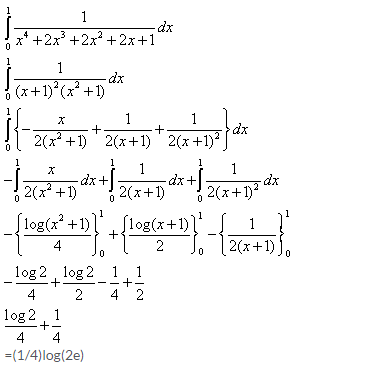 ∫₀¹ 1/(x⁴+2x³+2x²+2x+1) dx
∫₀¹ 1/((x+1)²(x²+1)) dx
∫₀¹ {-x/(2(x²+1)) + 1/(2(x+1)) + 1/(2(x+1)²)} dx
-∫₀¹ x/(2(x²+1)) dx + ∫₀¹ 1/(2(x+1)) dx + ∫₀¹ 1/(2(x+1)²) dx
-{log(x²+1)/4}₀¹ + {log(x+1)/2}₀¹ - {1/(2(x+1))}₀¹
-log2/4 + log2/2 - 1/4 + 1/2
log2/4 + 1/4
=(1/4)log(2e)